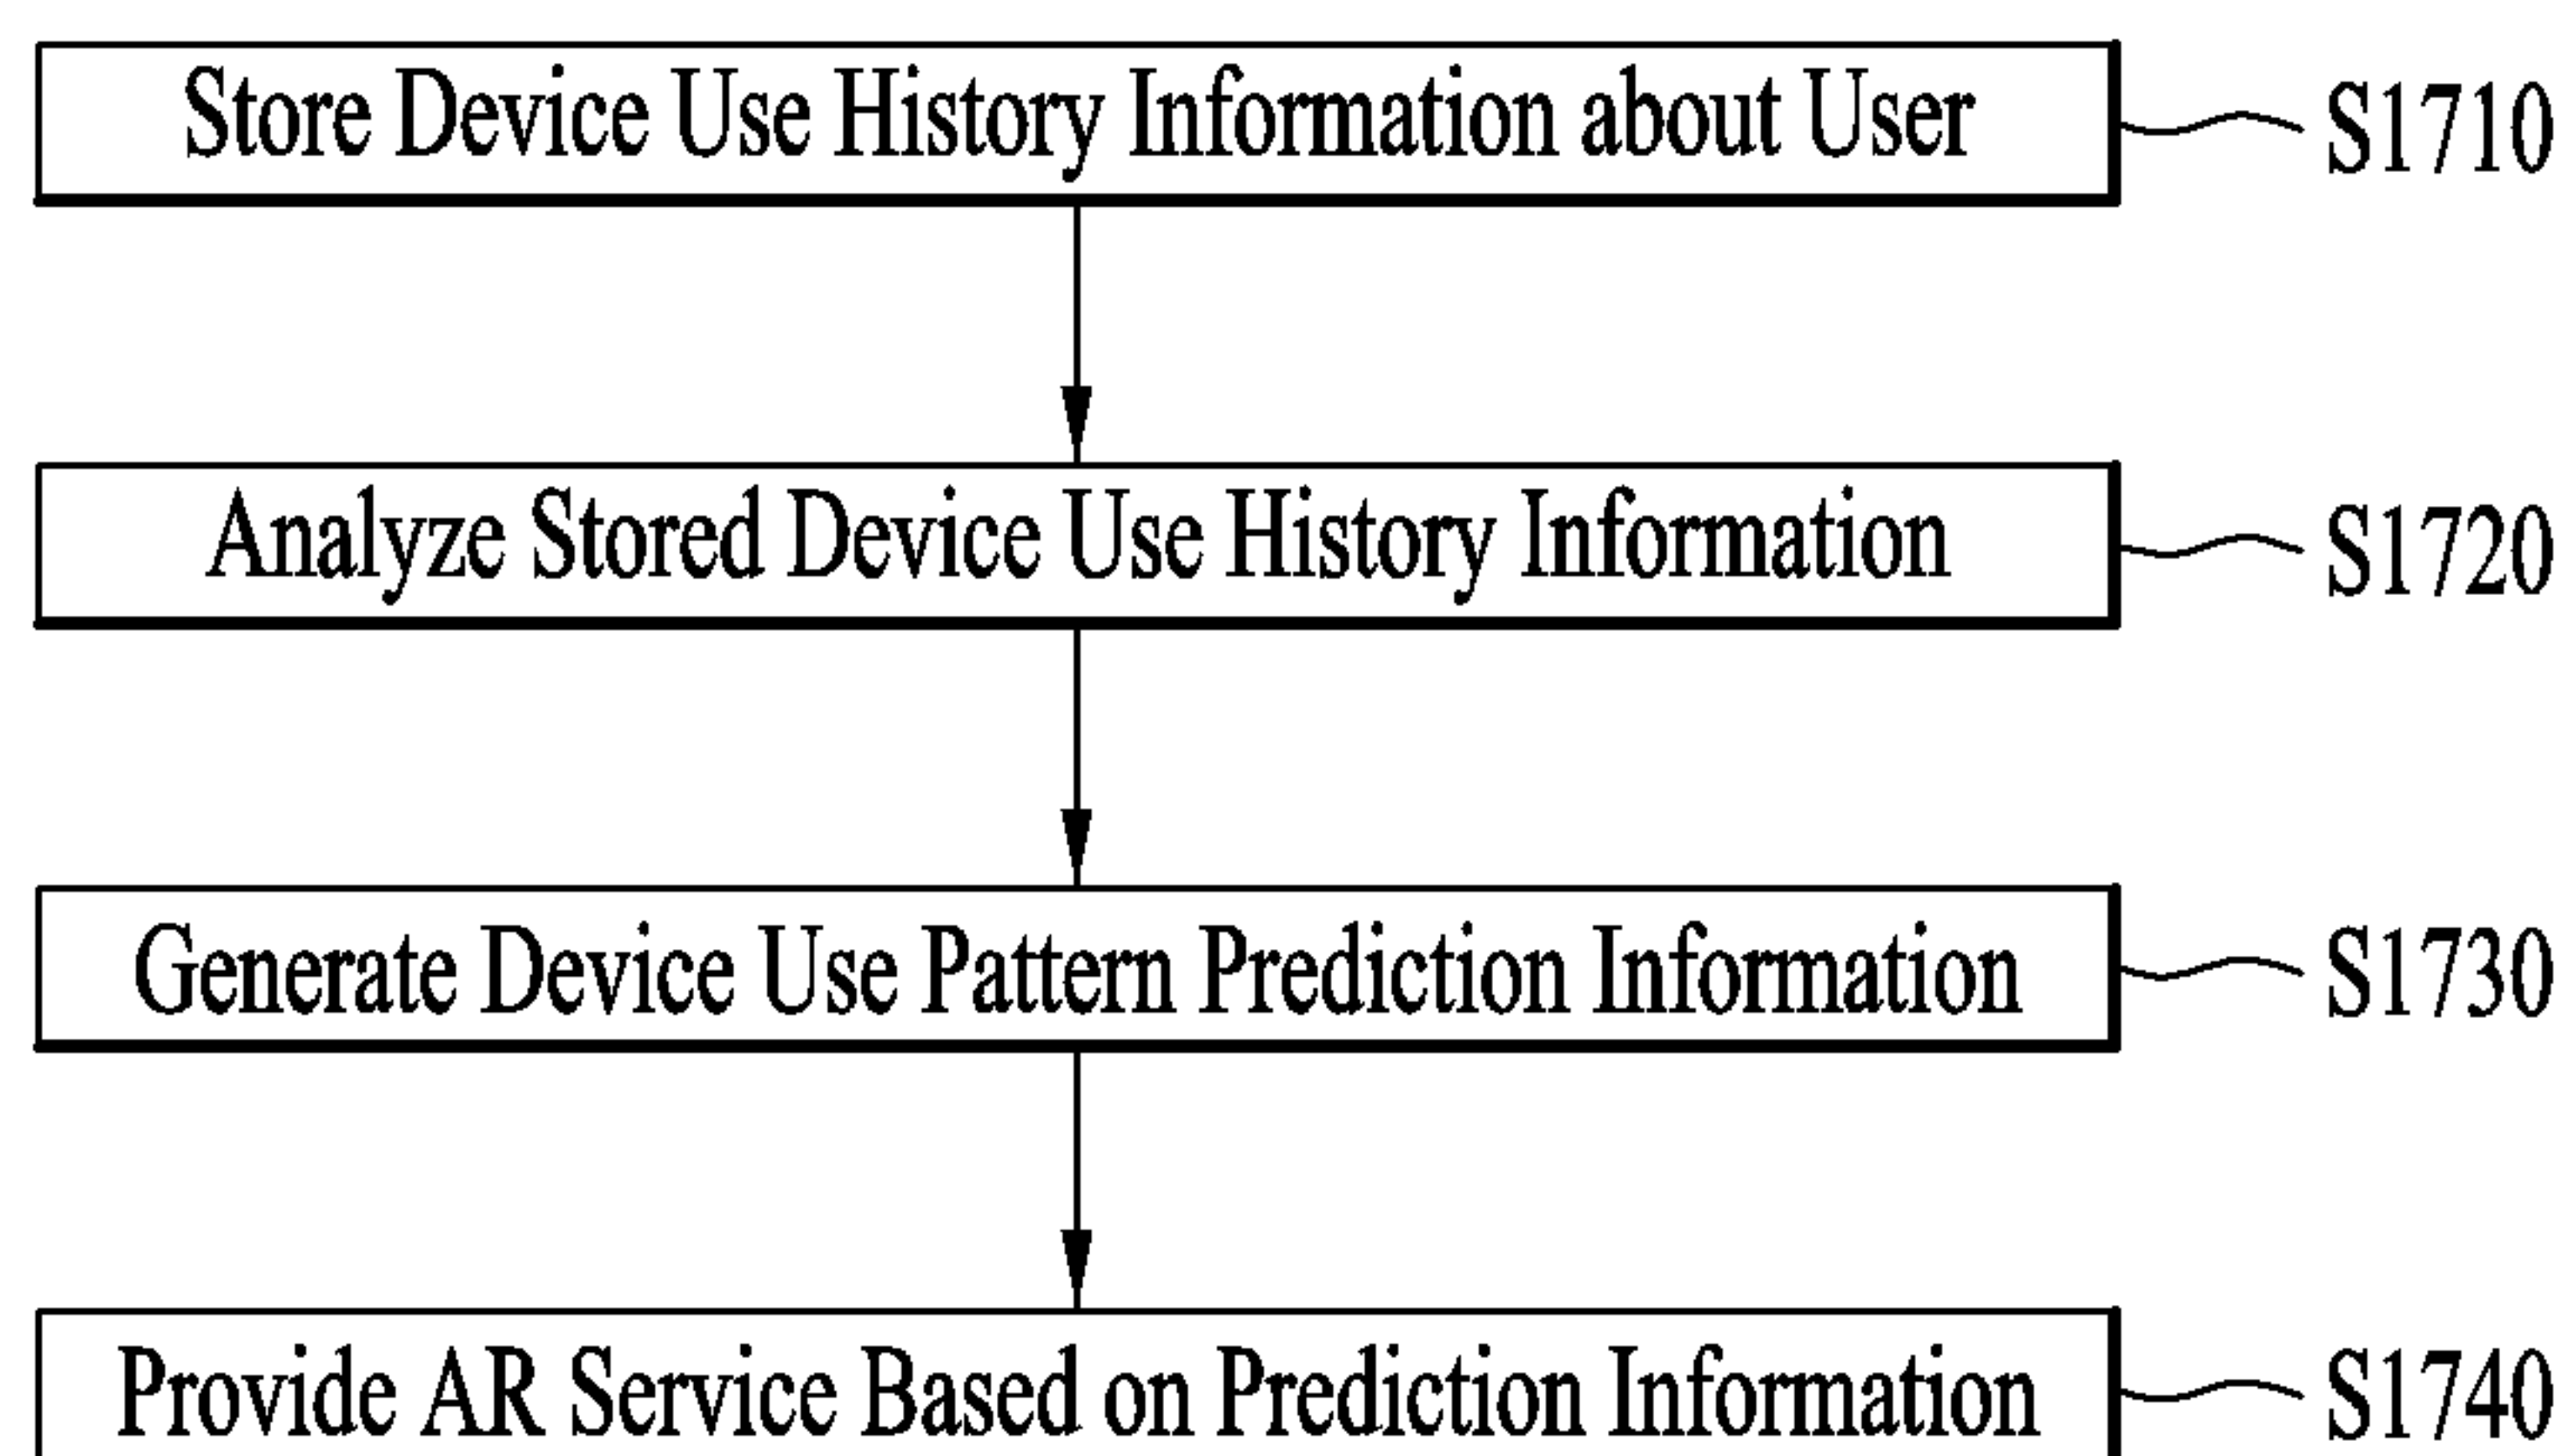 Store Device Use History Information about User
S1710
Analyze Stored Device Use History Information
S1720
Generate Device Use Pattern Prediction Information
S1730
Provide AR Service Based on Prediction Information
S1740